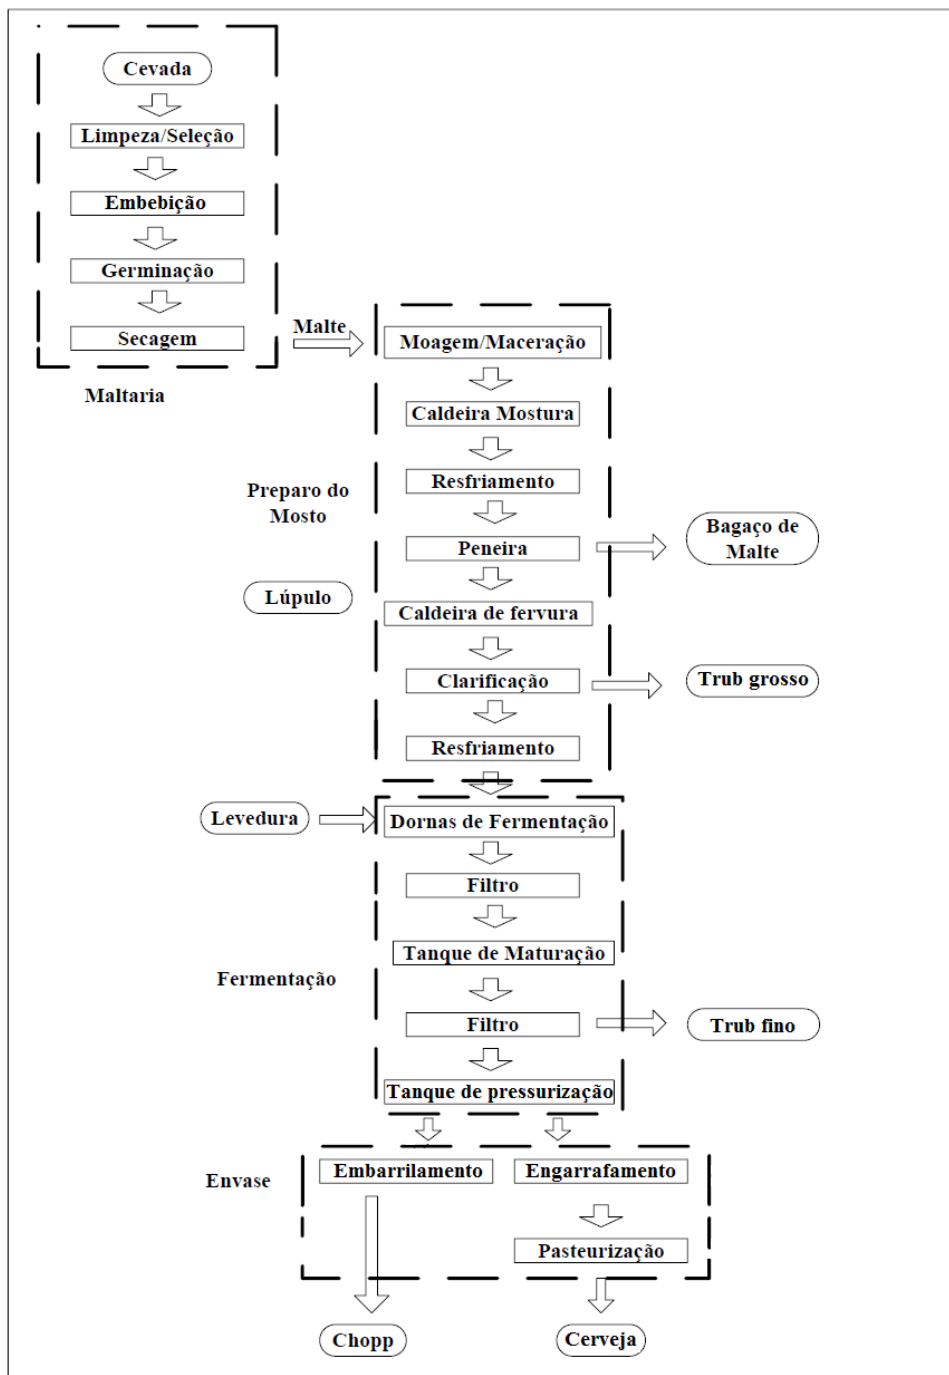 Cevada
Limpeza/Seleção
Embebição
Germinação
Secagem
Maltaria
Malte
Moagem/Maceração
Caldeira Mostura
Resfriamento
Preparo do
Mosto
Peneira
Bagaço de
Malte
Lúpulo
Caldeira de fervura
Clarificação
Trub grosso
Resfriamento
Levedura
Dornas de Fermentação
Filtro
Tanque de Maturação
Fermentação
Filtro
Trub fino
Tanque de pressurização
Envase
Embarrilamento
Engarrafamento
Pasteurização
Chopp
Cerveja